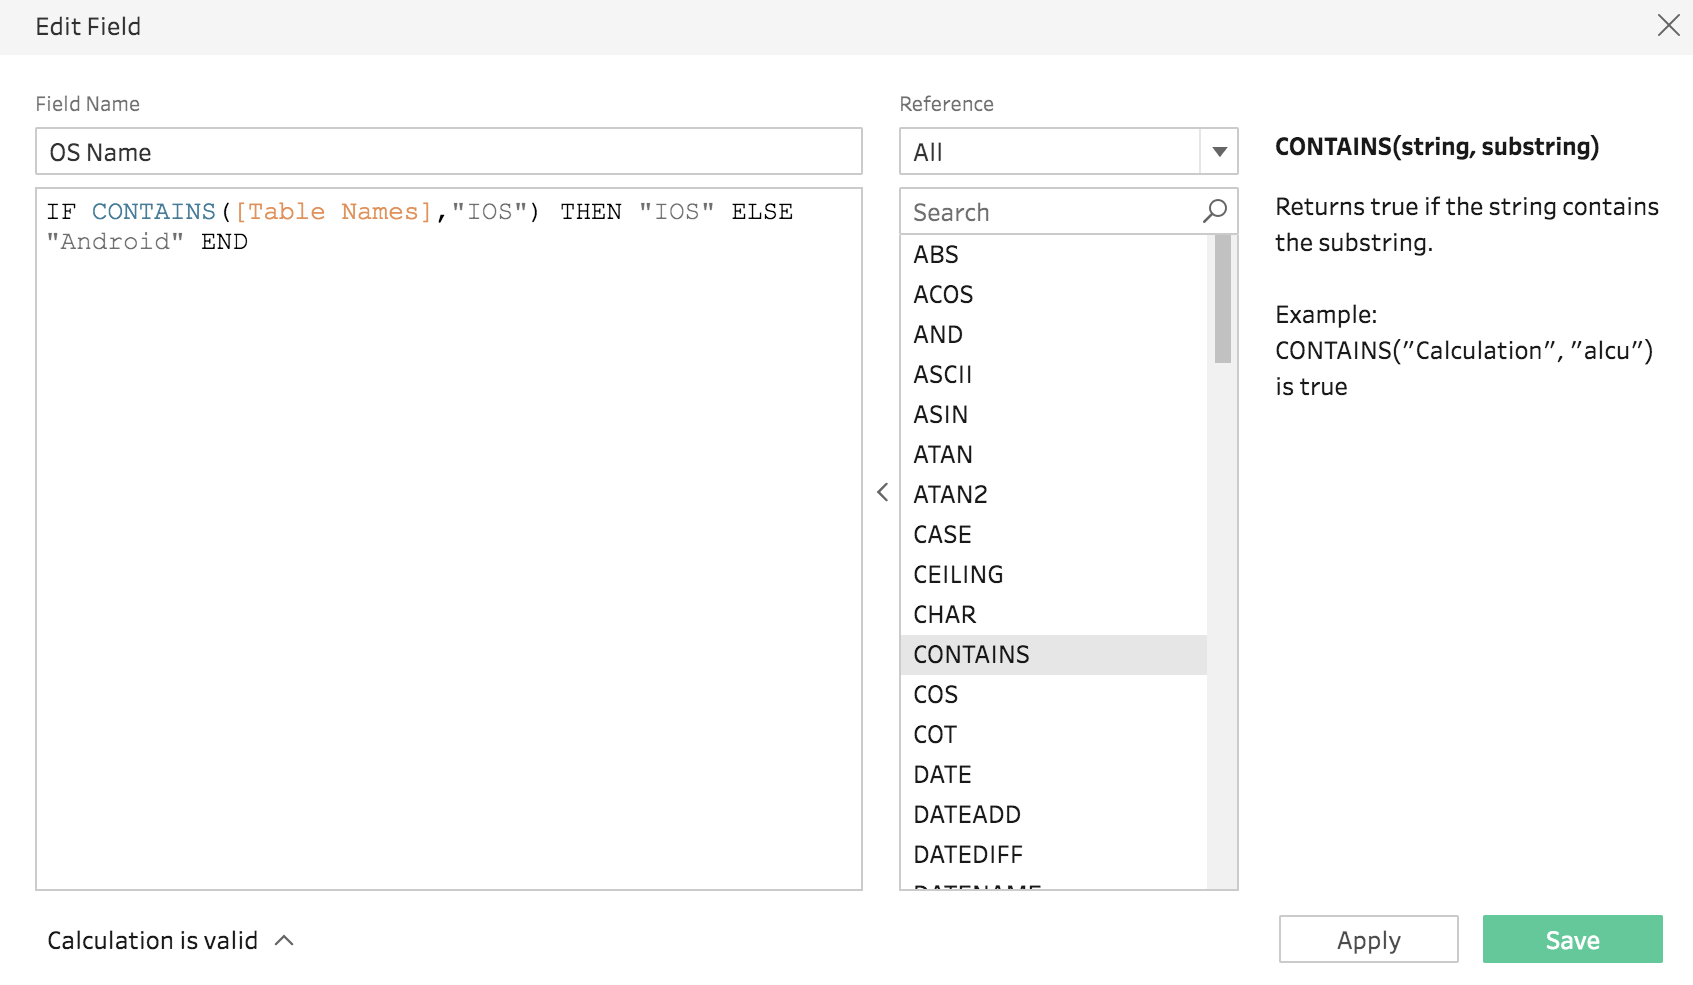 Edit Field
Field Name
OS Name
IF CONTAINS([Table Names],"IOS") THEN "IOS" ELSE
"Android" END
Reference
All
Search
ABS
ACOS
AND
ASCII
ASIN
ATAN
ATAN2
CASE
CEILING
CHAR
CONTAINS
COS
COT
DATE
DATEADD
DATEDIFF
DATENAME
CONTAINS(string, substring)
Returns true if the string contains
the substring.
Example:
CONTAINS(”Calculation”, ”alcu”)
is true
Calculation is valid
Apply
Save